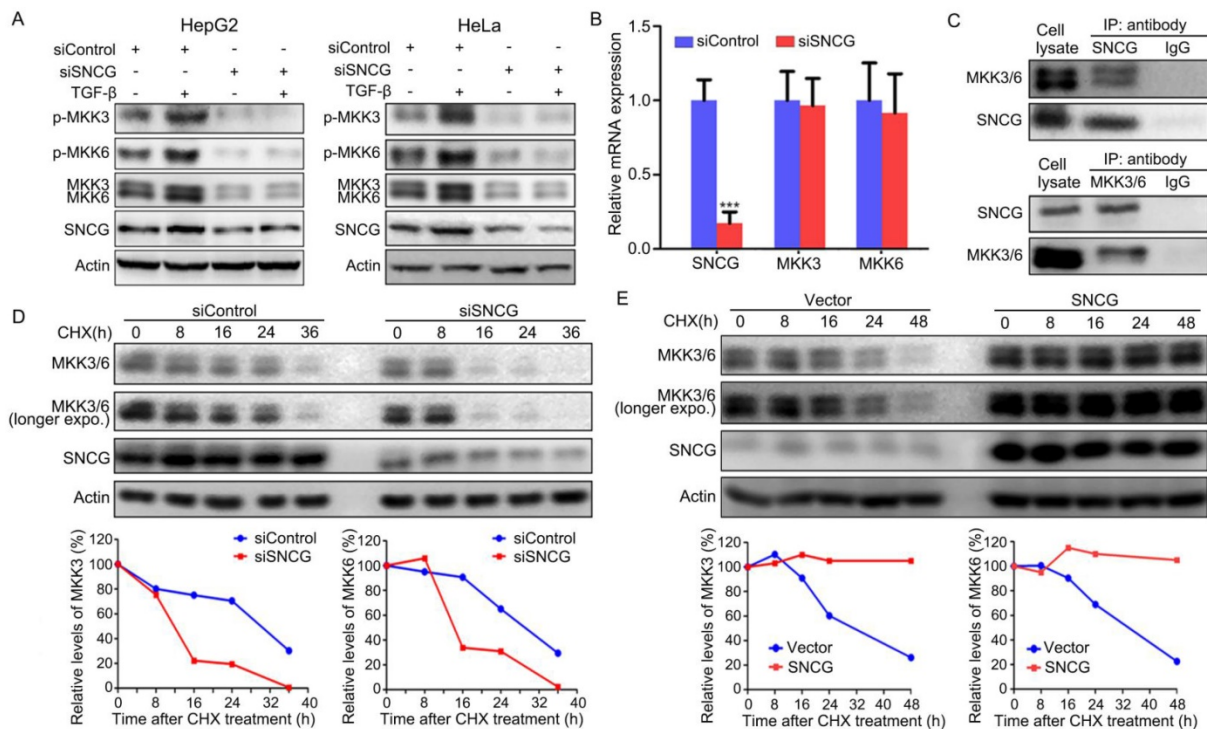 A
HepG2
HeLa
siControl + + - -
siSNCG - - + +
TGF-β - + - +
p-MKK3
p-MKK6
MKK3
MKK6
SNCG
Actin
siControl + + - -
siSNCG - - + +
TGF-β - + - +
p-MKK3
p-MKK6
MKK3
MKK6
SNCG
Actin
B
siControl siSNCG
Relative mRNA expression
1.5
1.0
0.5
0.0
***
SNCG MKK3 MKK6
C
Cell lysate
IP: antibody
SNCG IgG
MKK3/6
SNCG
Cell lysate
IP: antibody
MKK3/6 IgG
SNCG
MKK3/6
D
siControl siSNCG
CHX(h) 0 8 16 24 36 0 8 16 24 36
MKK3/6
MKK3/6
(longer expo.)
SNCG
Actin
Relative levels of MKK3 (%)
siControl
siSNCG
120
100
80
60
40
20
0
0 8 16 24 32 40
Time after CHX treatment (h)
Relative levels of MKK6 (%)
siControl
siSNCG
120
100
80
60
40
20
0
0 8 16 24 32 40
Time after CHX treatment (h)
E
Vector SNCG
CHX(h) 0 8 16 24 48 0 8 16 24 48
MKK3/6
MKK3/6
(longer expo.)
SNCG
Actin
Relative levels of MKK3 (%)
120
100
80
60
40
20
0
Vector
SNCG
0 8 16 24 32 40 48
Time after CHX treatment (h)
Relative levels of MKK6 (%)
120
100
80
60
40
20
0
Vector
SNCG
0 8 16 24 32 40 48
Time after CHX treatment (h)